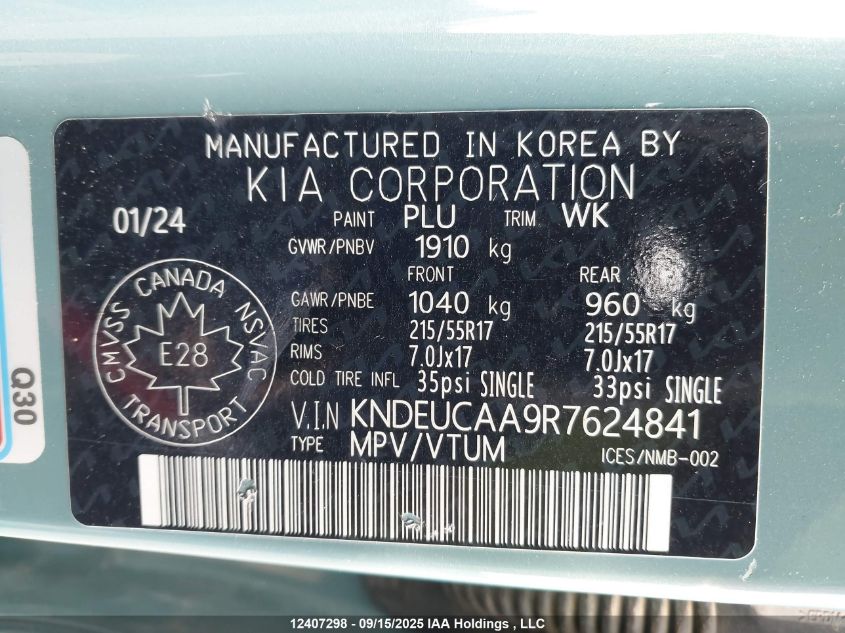 MANUFACTURED IN KOREA BY
KIA CORPORATION
01/24 PAINT PLU TRIM WK
GVWR/PNBV 1910 kg
FRONT REAR
GAWR/PNBE 1040 kg 960 kg
TIRES 215/55R17 215/55R17
RIMS 7.0Jx17 7.0Jx17
COLD TIRE INFL 35psi SINGLE 33psi SINGLE
V.I.N KNDEUCAA9R7624841
TYPE MPV/VTUM ICES/NMB-002
CANADA
CMVSS NSVAC
E28
TRANSPORT
Q30
12407298 - 09/15/2025 IAA Holdings , LLC